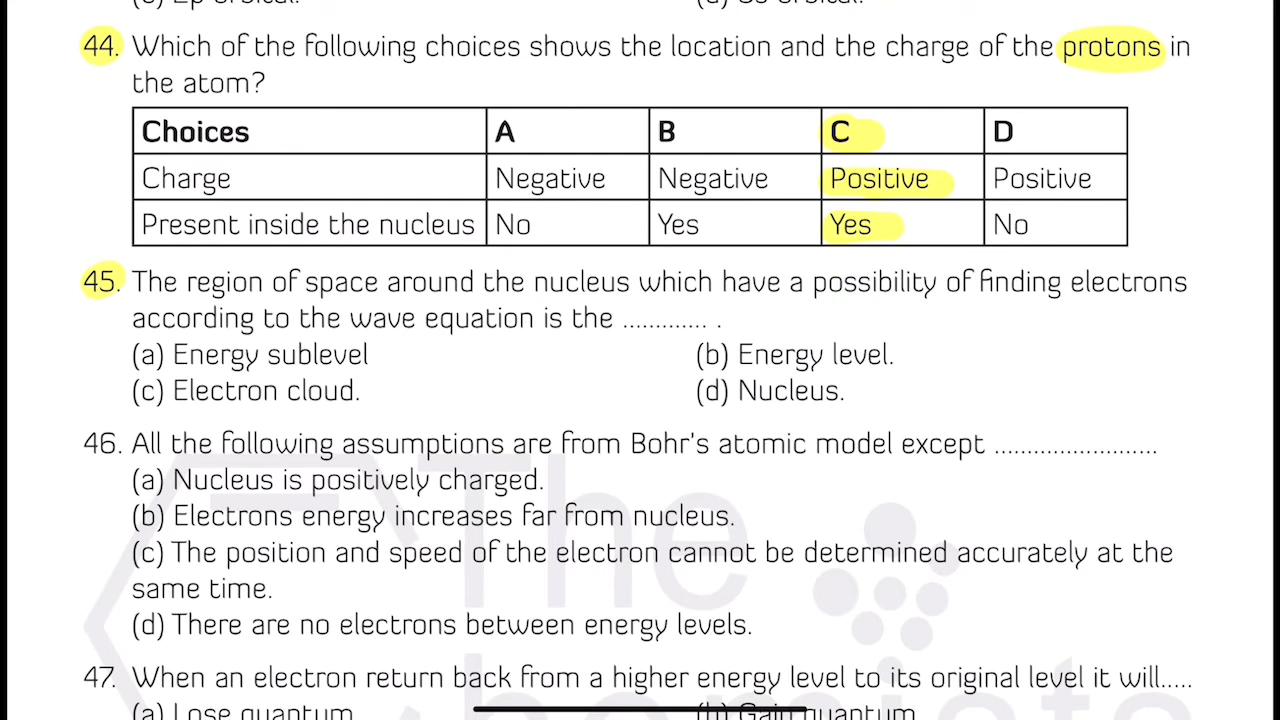 44. Which of the following choices shows the location and the charge of the protons in
the atom?
Choices A B C D
Charge Negative Negative Positive Positive
Present inside the nucleus No Yes Yes No
45. The region of space around the nucleus which have a possibility of finding electrons
according to the wave equation is the ............. .
(a) Energy sublevel (b) Energy level.
(c) Electron cloud. (d) Nucleus.
46. All the following assumptions are from Bohr's atomic model except .........................
(a) Nucleus is positively charged.
(b) Electrons energy increases far from nucleus.
(c) The position and speed of the electron cannot be determined accurately at the
same time.
(d) There are no electrons between energy levels.
The
47. When an electron return back from a higher energy level to its original level it will.....
(a) Lose quantum (b) Gain quantum